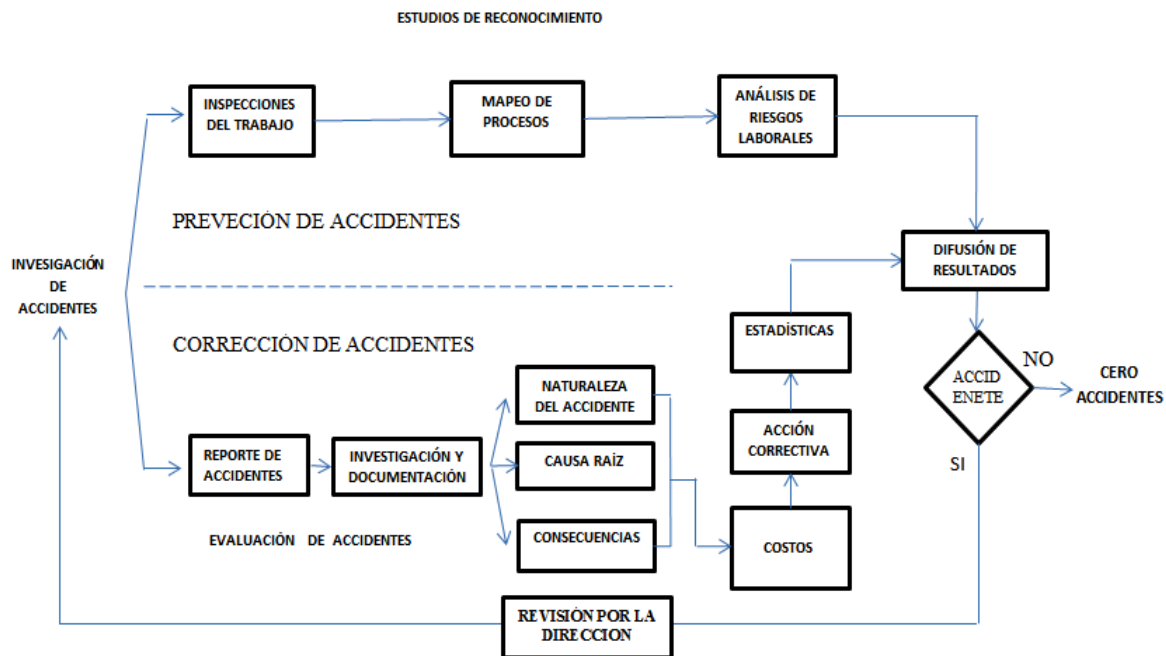 ESTUDIOS DE RECONOCIMIENTO
INSPECCIONES
DEL TRABAJO
MAPEO DE
PROCESOS
ANÁLISIS DE
RIESGOS
LABORALES
PREVECIÓN DE ACCIDENTES
DIFUSIÓN DE
RESULTADOS
INVESIGACIÓN
DE
ACCIDENTES
CORRECCIÓN DE ACCIDENTES
ESTADÍSTICAS
ACCID
ENETE
NO
CERO
ACCIDENTES
SI
NATURALEZA
DEL ACCIDENTE
ACCIÓN
CORRECTIVA
REPORTE DE
ACCIDENTES
INVESTIGACIÓN Y
DOCUMENTACIÓN
CAUSA RAÍZ
EVALUACIÓN DE ACCIDENTES
CONSECUENCIAS
COSTOS
REVISIÓN POR LA
DIRECCION